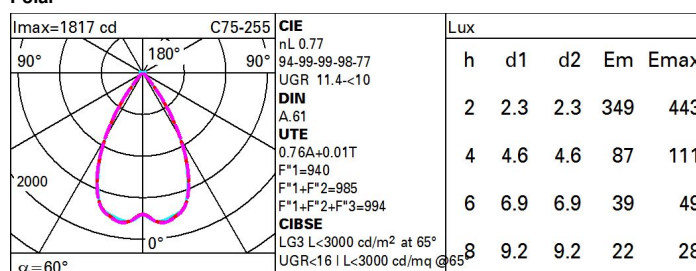 Imax=1817 cd C75-255
90° 180° 90°
2000
0°
α=60°
CIE
nL 0.77
94-99-99-98-77
UGR 11.4-<10
DIN
A.61
UTE
0.76A+0.01T
F"1=940
F"1+F"2=985
F"1+F"2+F"3=994
CIBSE
LG3 L<3000 cd/m² at 65°
UGR<16 | L<3000 cd/mq @65°
Lux
h d1 d2 Em Emax
2 2.3 2.3 349 443
4 4.6 4.6 87 111
6 6.9 6.9 39 49
8 9.2 9.2 22 28